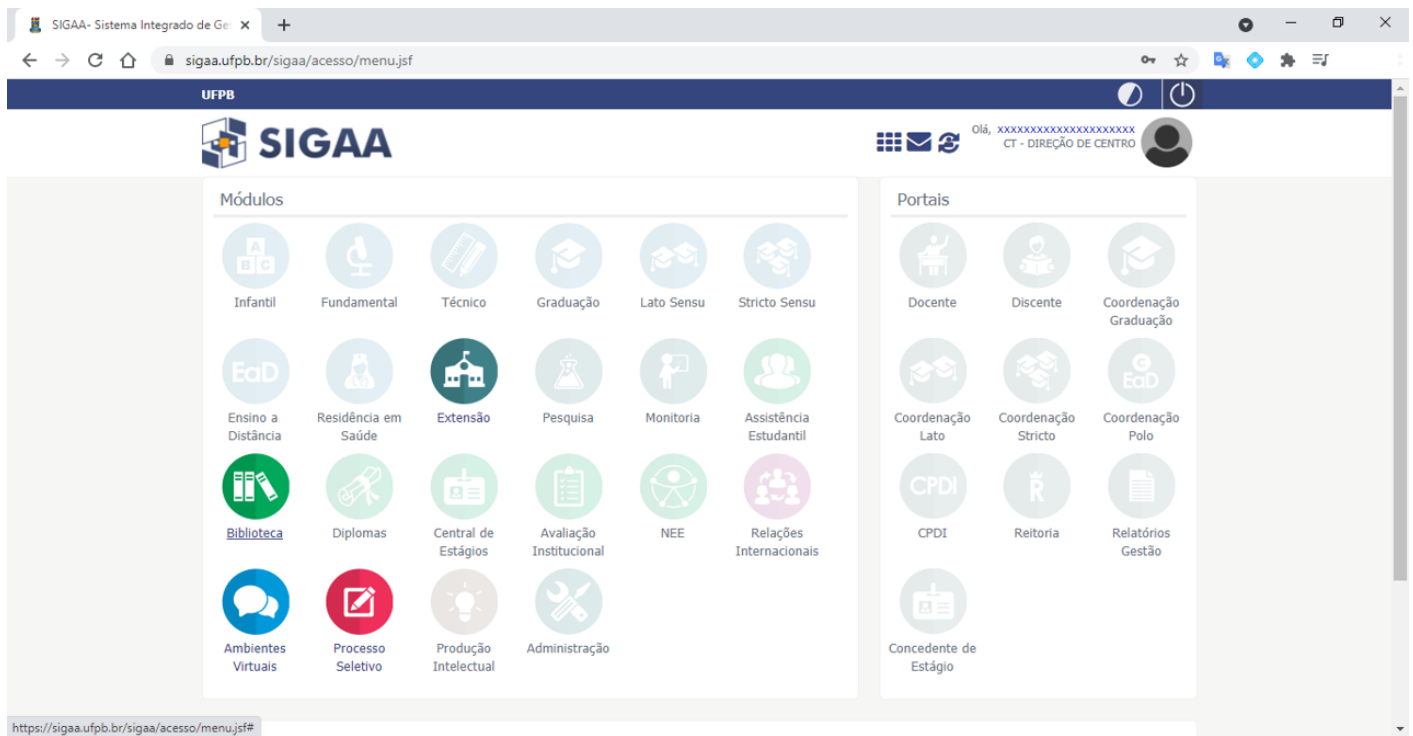 SIGAA- Sistema Integrado de Ge
sigaa.ufpb.br/sigaa/acesso/menu.jsf
UFPB
SIGAA
Olá, xxxxxxxxxxxxxxxxxxxxxxx
CT - DIREÇÃO DE CENTRO
Módulos
A
B C
Infantil
Fundamental
Técnico
Graduação
Lato Sensu
Stricto Sensu
EaD
Ensino a
Distância
Residência em
Saúde
Extensão
Pesquisa
Monitoria
Assistência
Estudantil
Biblioteca
Diplomas
Central de
Estágios
Avaliação
Institucional
NEE
Relações
Internacionais
Ambientes
Virtuais
Processo
Seletivo
Produção
Intelectual
Administração
Portais
Docente
Discente
Coordenação
Graduação
Coordenação
Lato
Coordenação
Stricto
C
EaD
Coordenação
Polo
CPDI
CPDI
R
Reitoria
Relatórios
Gestão
Concedente de
Estágio
https://sigaa.ufpb.br/sigaa/acesso/menu.jsf#